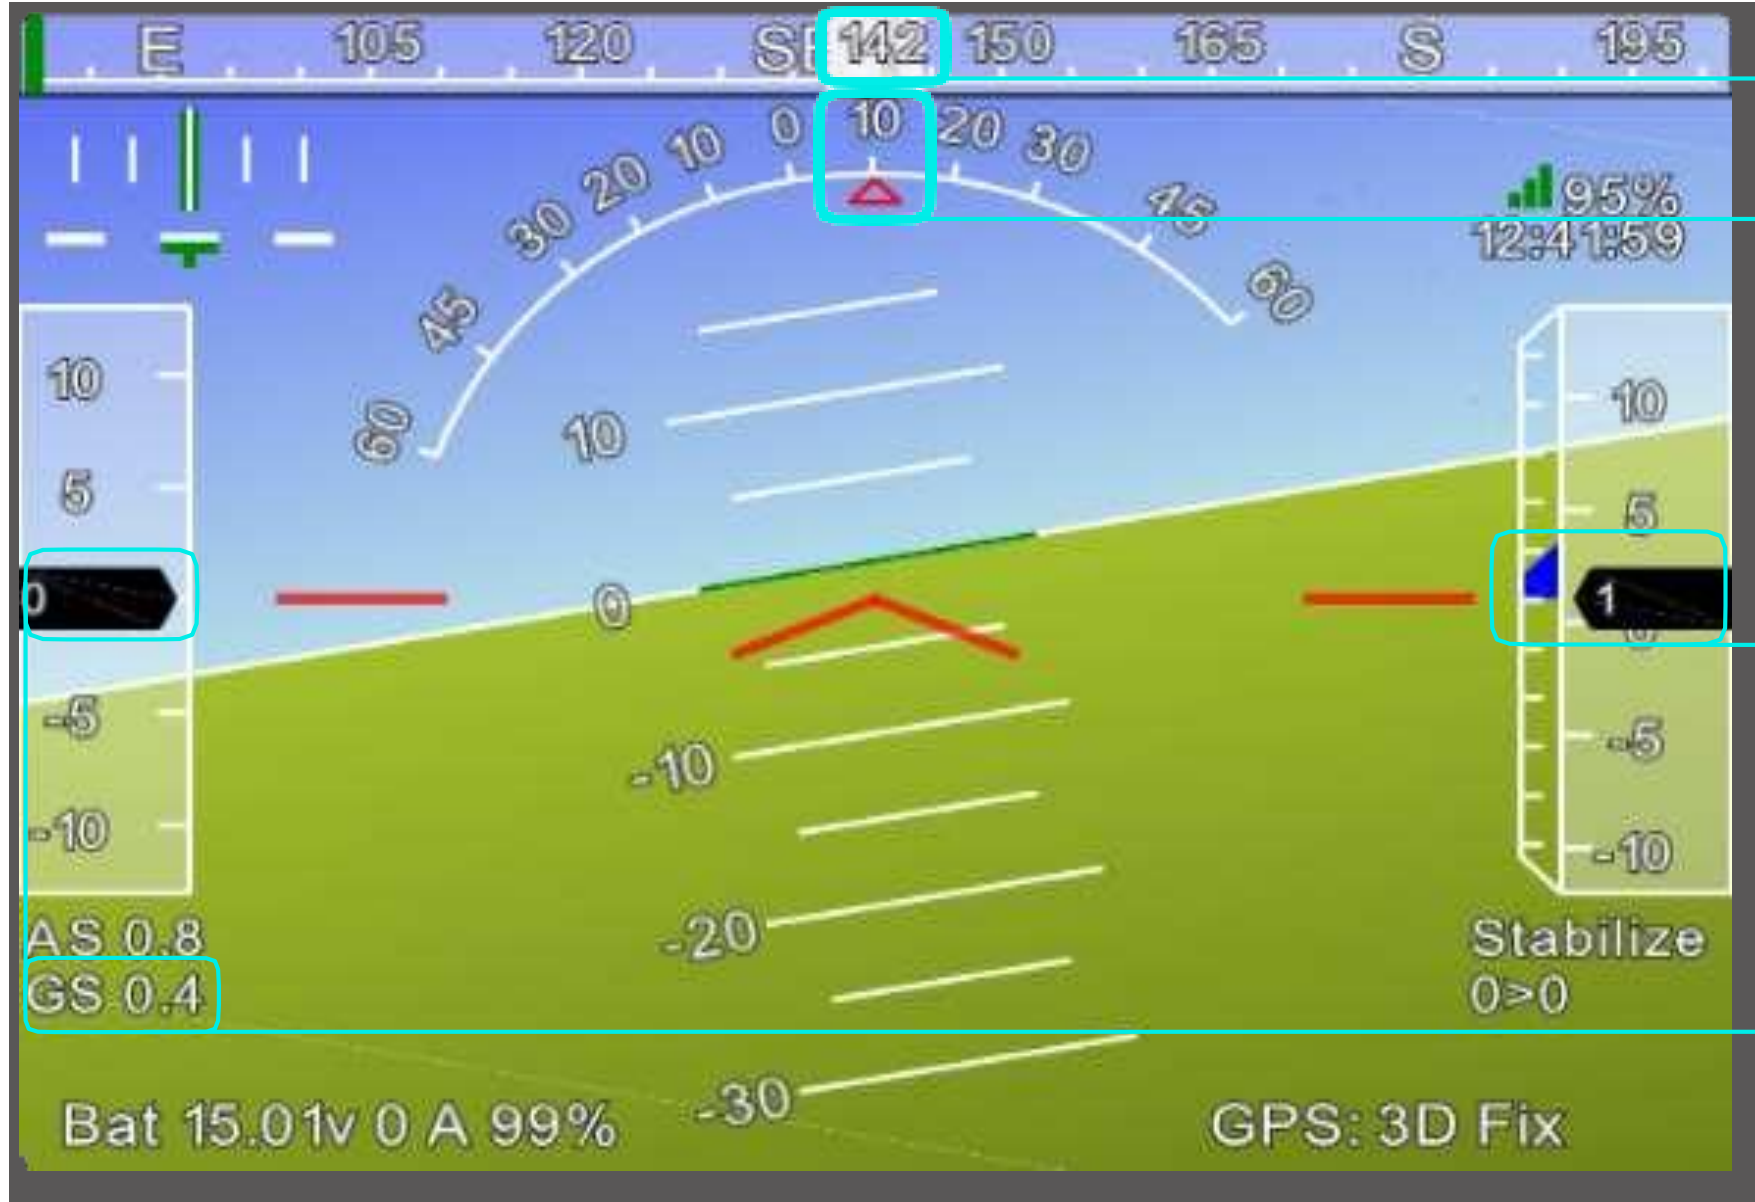 E 105 120 SE 142 150 165 S 195
60 45 30 20 10 0 10 20 30 45 60
95%
12:41:59
10 5 0 -5 -10
10 0 -10 -20 -30
10 5 1 0 -5 -10
AS 0.8
GS 0.4
Stabilize
0>0
Bat 15.01v 0 A 99%
GPS: 3D Fix